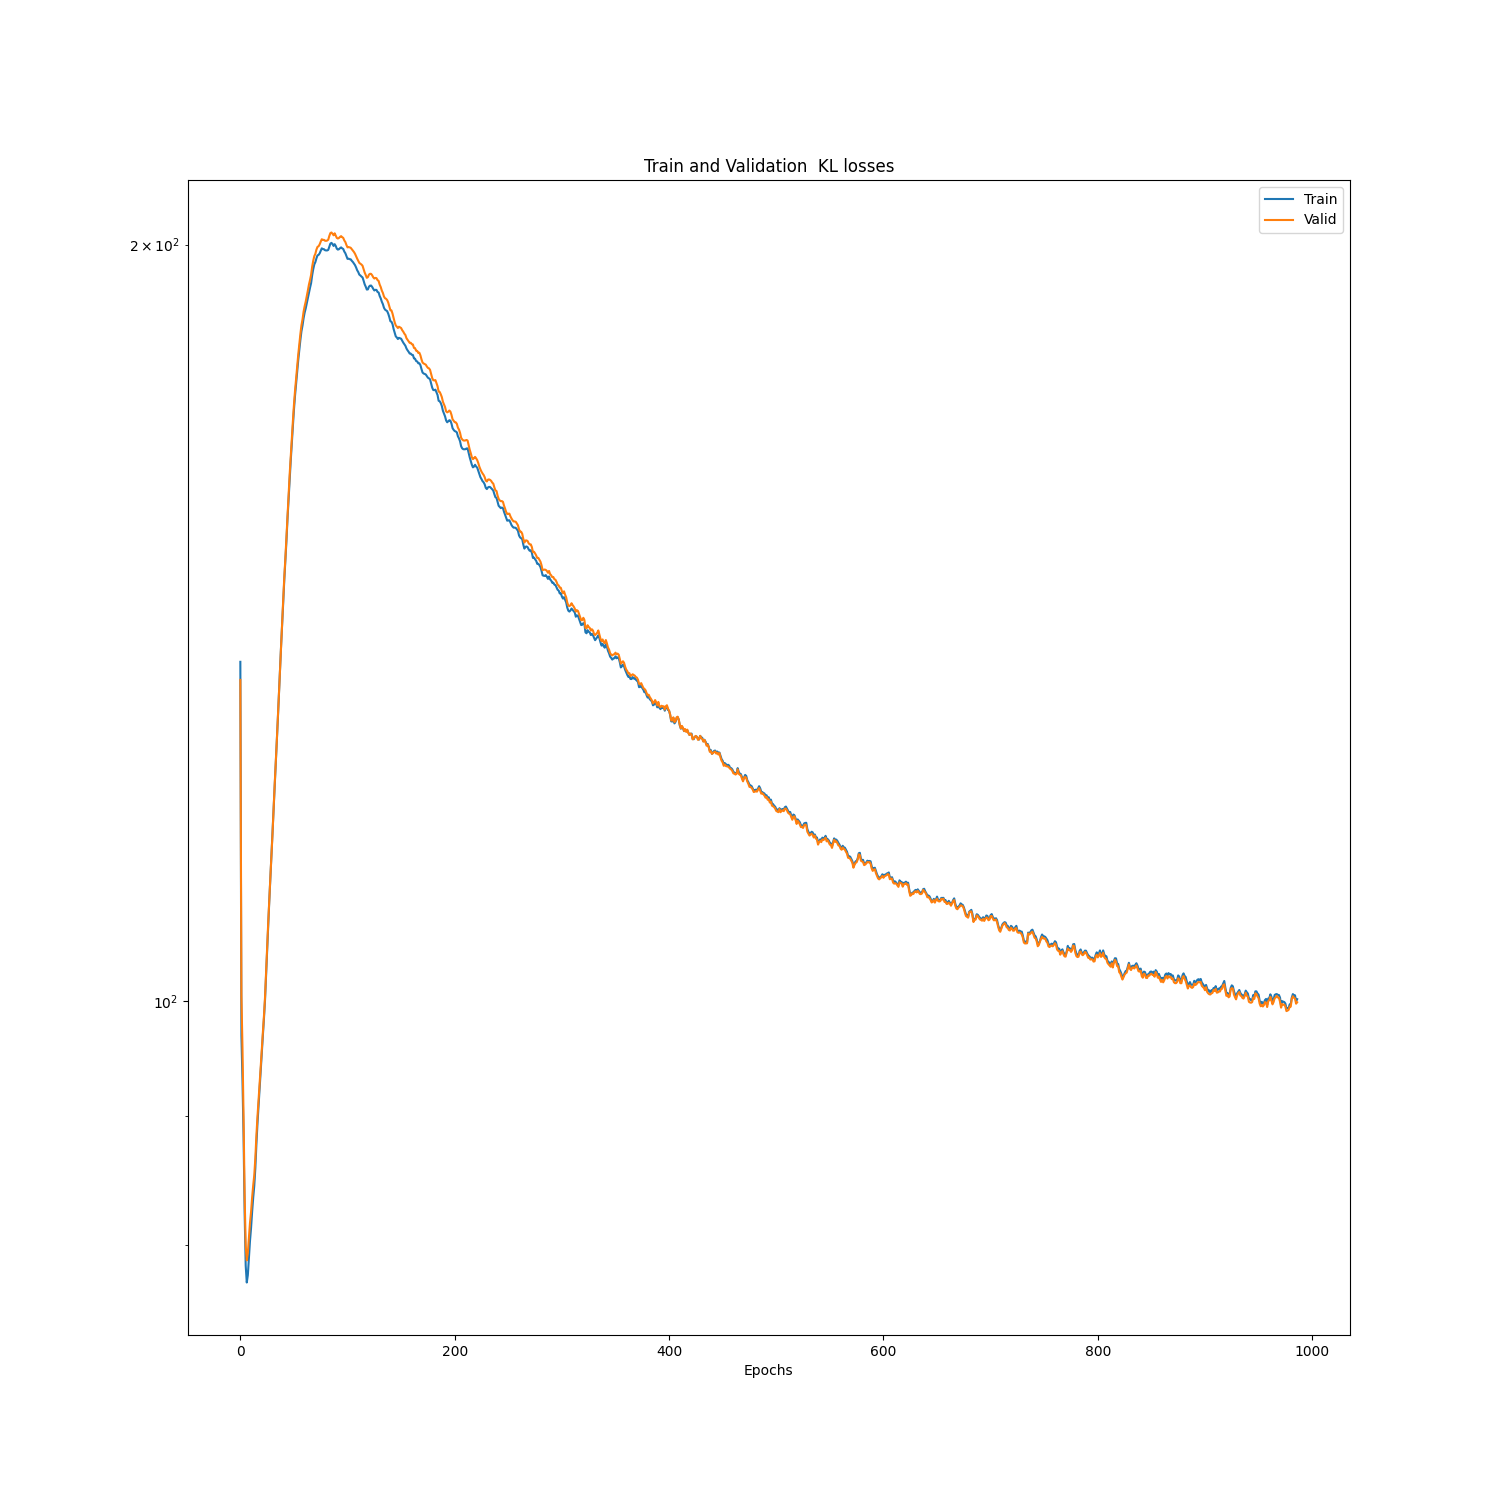 Train and Validation  KL losses
Train
Valid
2 × 10²
10²
0 200 400 600 800 1000
Epochs